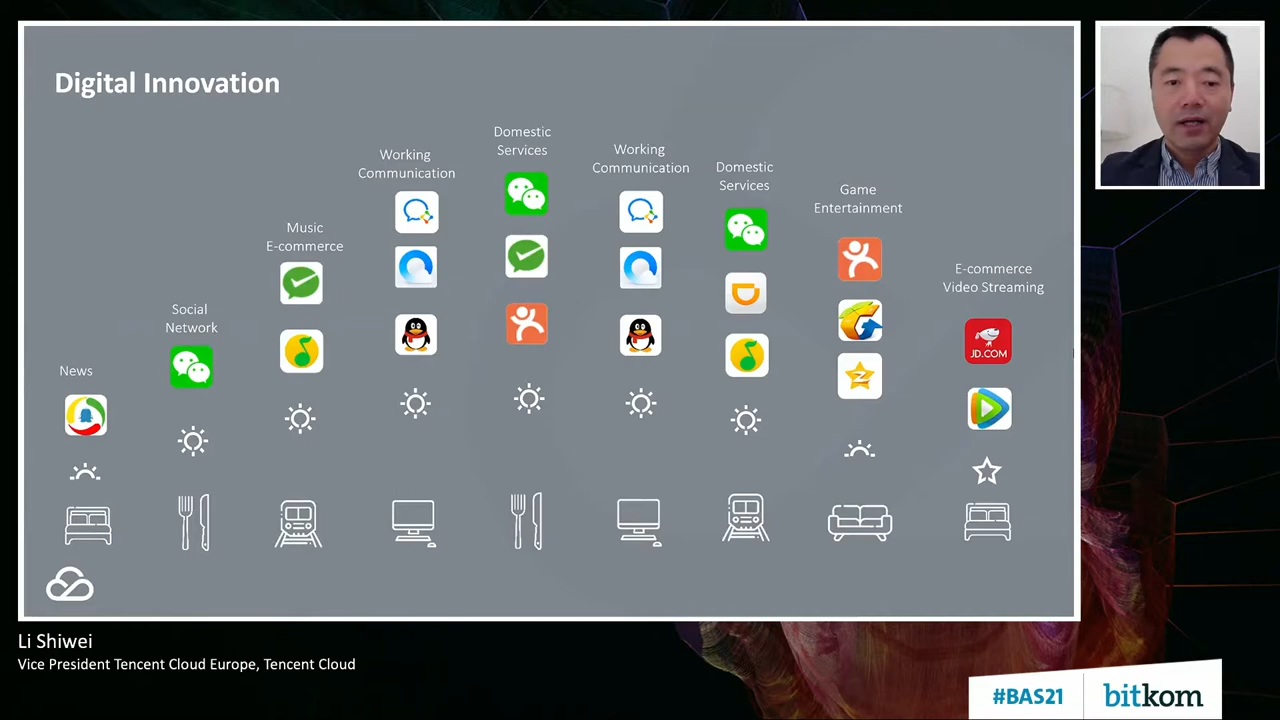 Digital Innovation
News
Social
Network
Music
E-commerce
Working
Communication
Domestic
Services
Working
Communication
Domestic
Services
Game
Entertainment
E-commerce
Video Streaming
JD.COM
Li Shiwei
Vice President Tencent Cloud Europe, Tencent Cloud
#BAS21
bitkom